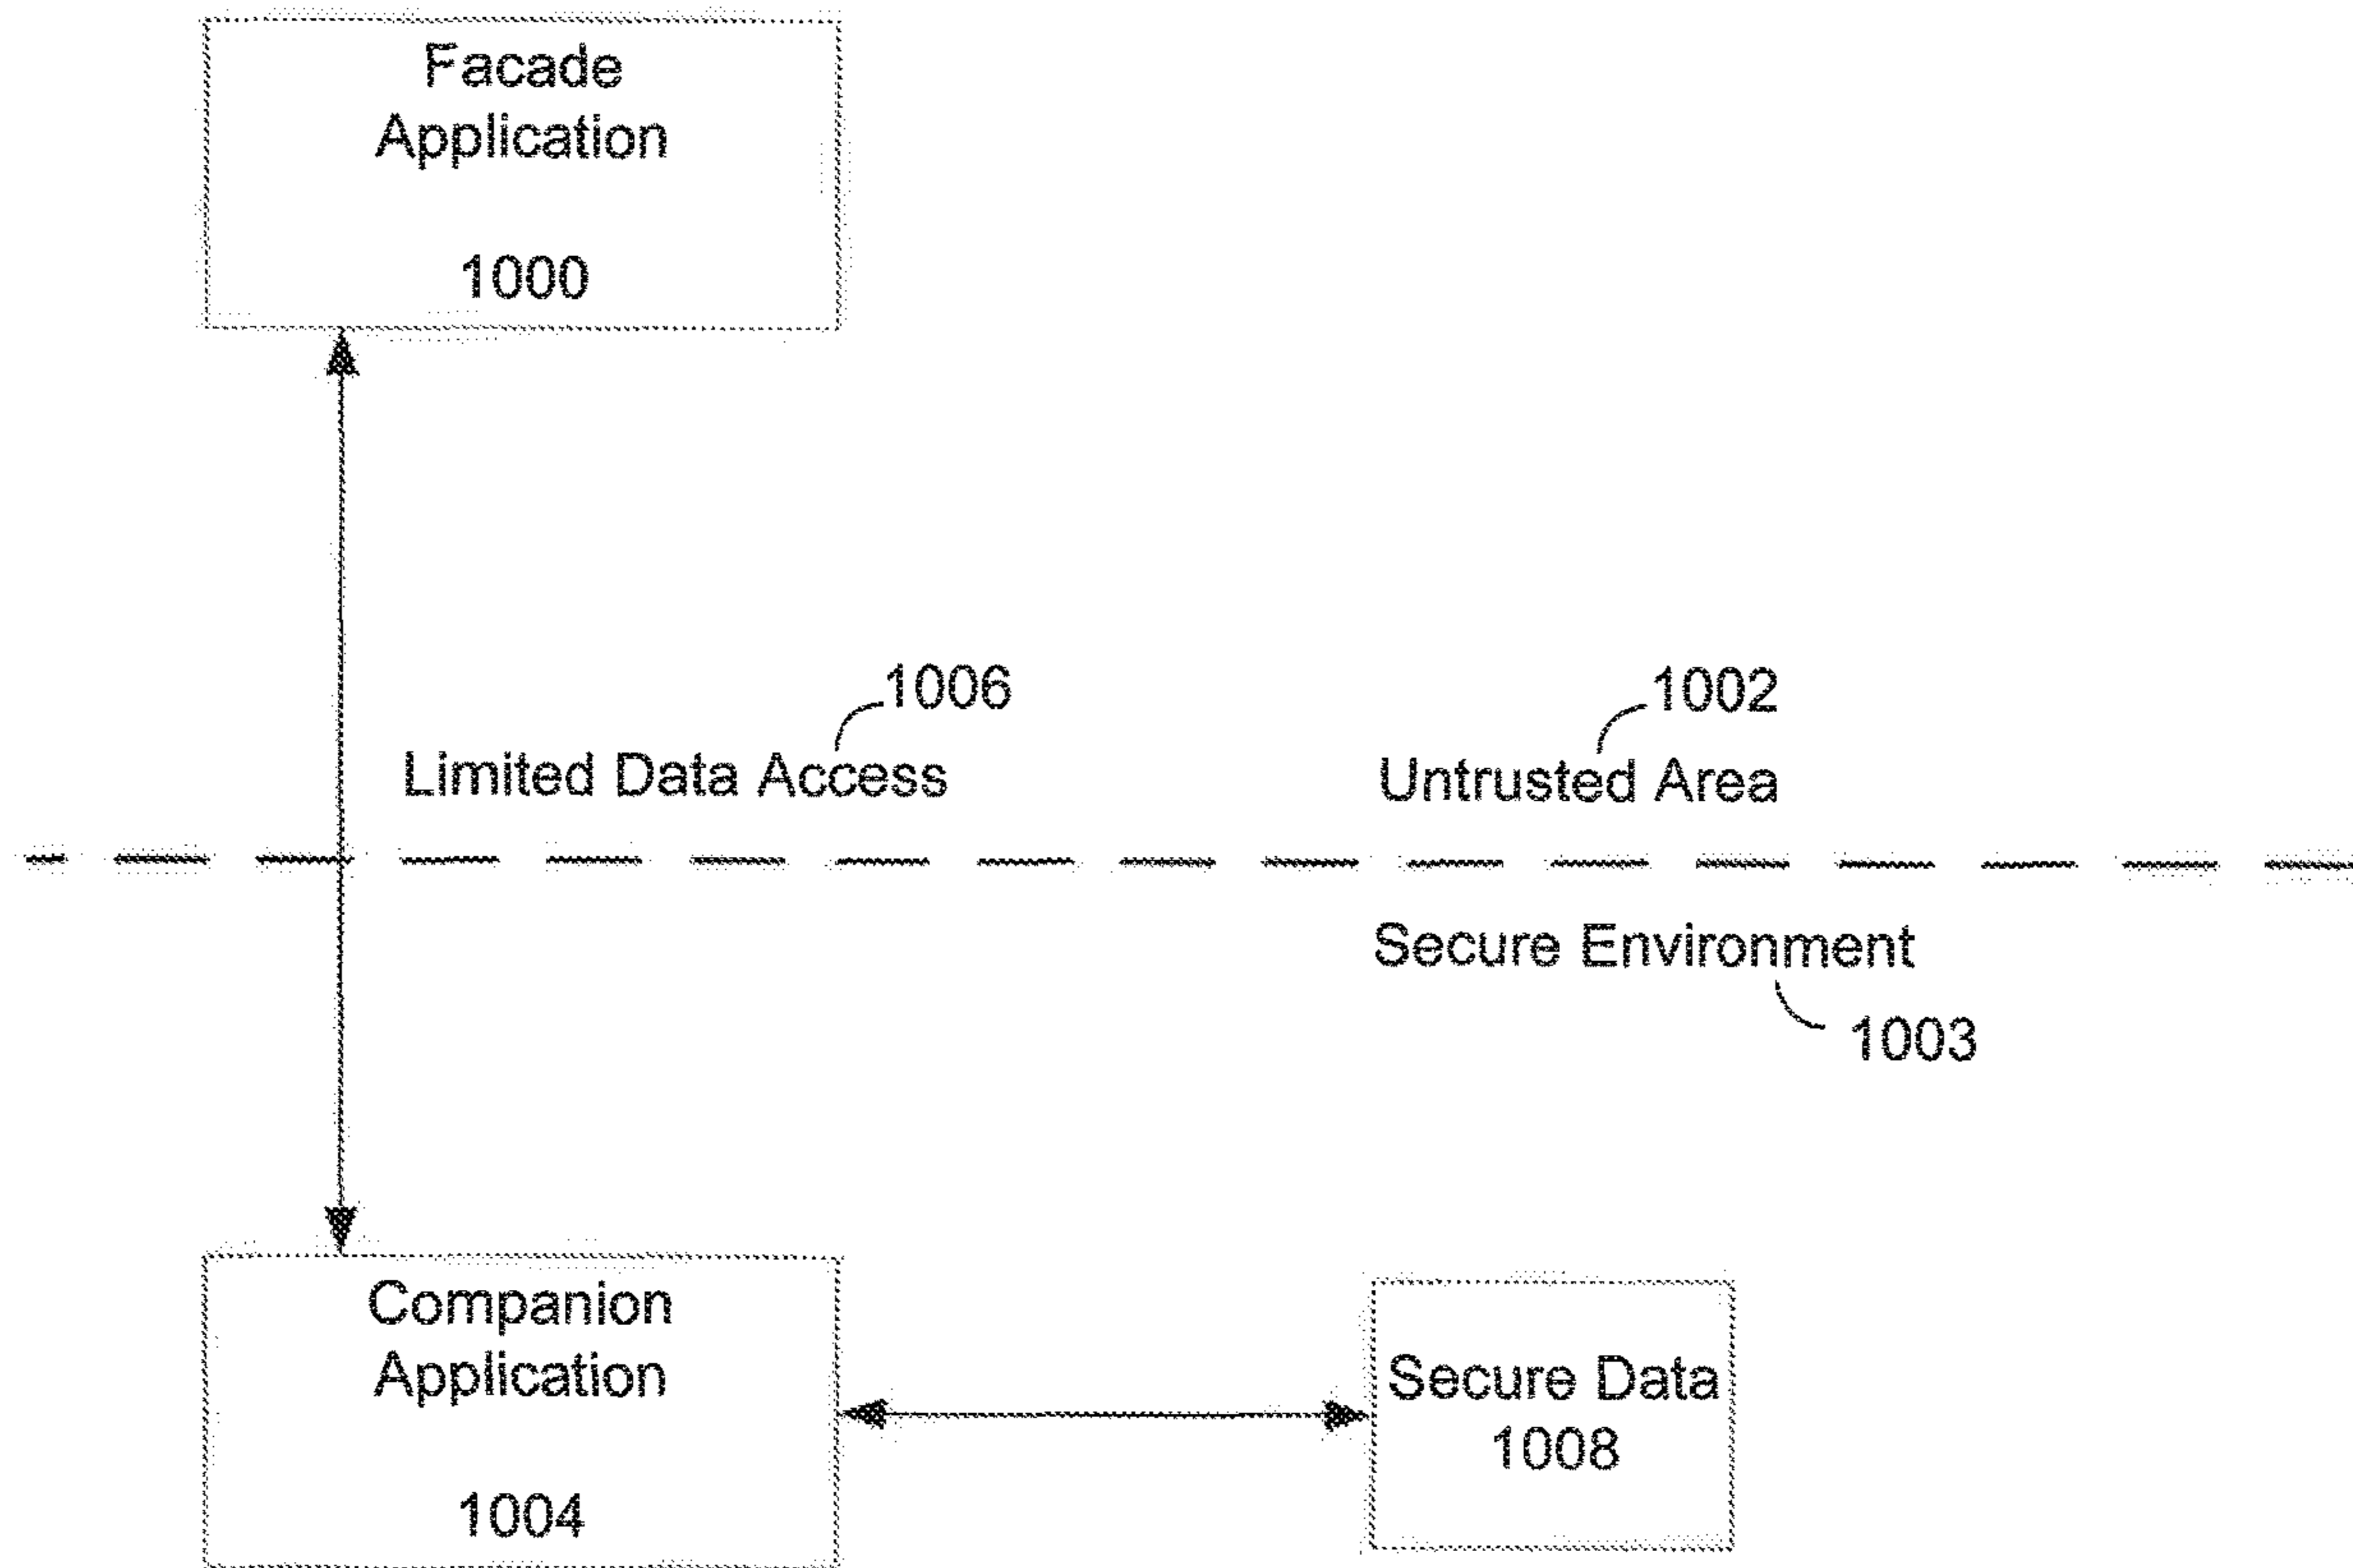 Facade
Application
1000
1006
1002
Limited Data Access
Untrusted Area
Secure Environment
1003
Companion
Application
1004
Secure Data
1008